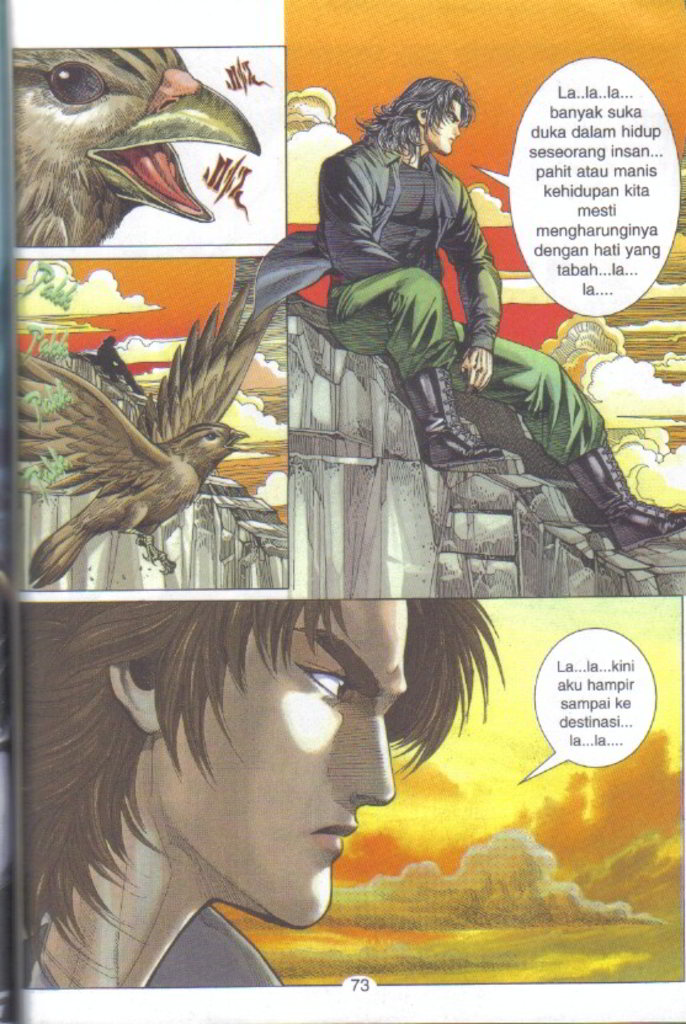 La..la..la...
banyak suka
duka dalam hidup
seseorang insan...
pahit atau manis
kehidupan kita
mesti
mengharunginya
dengan hati yang
tabah...la...
la....
La...la...kini
aku hampir
sampai ke
destinasi...
la...la....
73